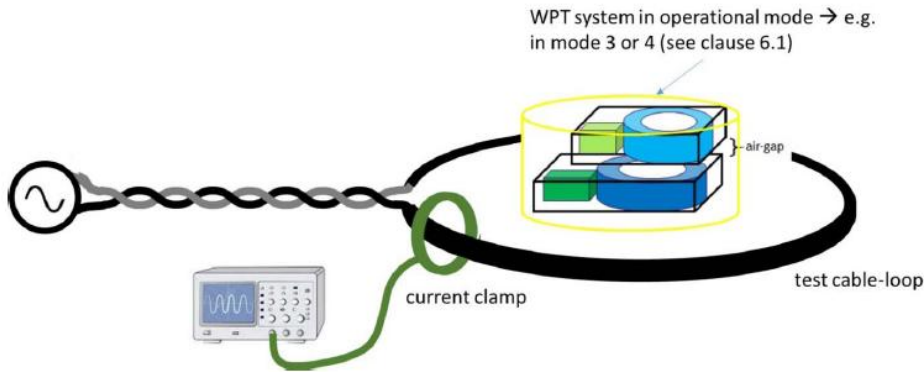 WPT system in operational mode → e.g.
in mode 3 or 4 (see clause 6.1)
air-gap
test cable-loop
current clamp